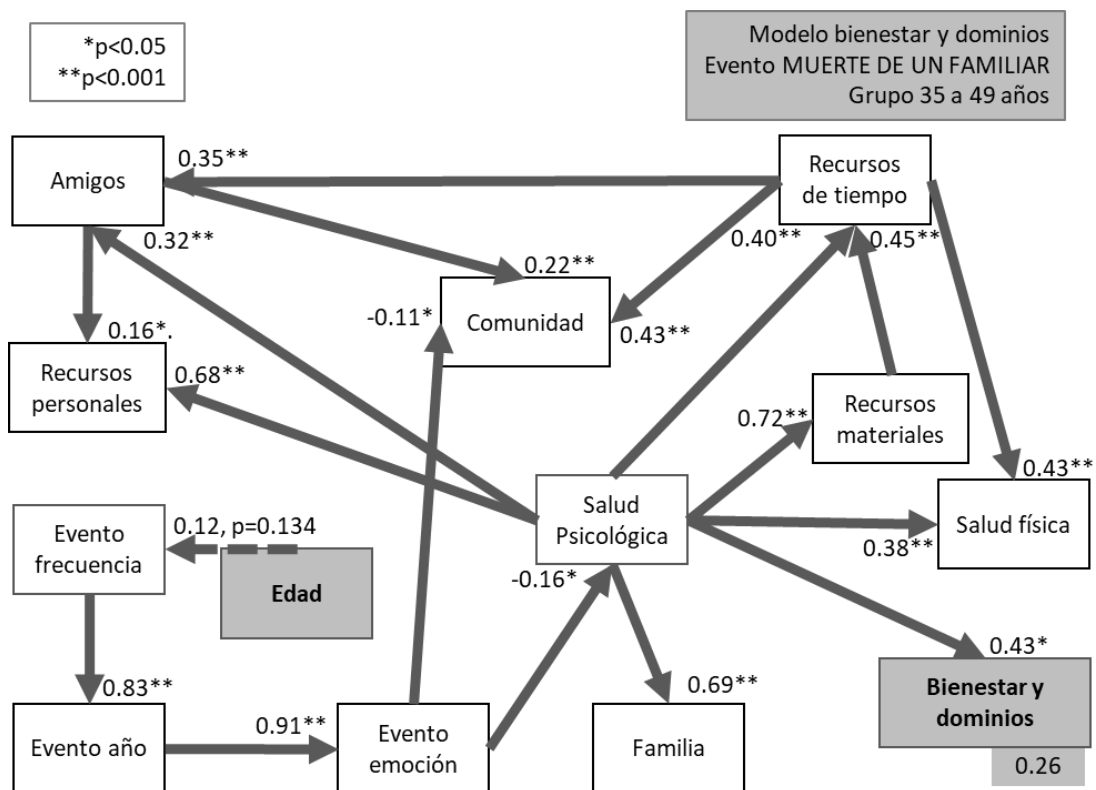 *p<0.05
**p<0.001
Modelo bienestar y dominios
Evento MUERTE DE UN FAMILIAR
Grupo 35 a 49 años
Amigos
0.35**
Recursos
de tiempo
0.32**
0.40**
0.45**
0.22**
-0.11*
Comunidad
0.43**
0.16*.
Recursos
personales
0.68**
0.72**
Recursos
materiales
0.43**
Salud
Psicológica
Salud física
0.38**
Evento
frecuencia
0.12, p=0.134
Edad
-0.16*
0.43*
Bienestar y
dominios
0.26
0.83**
Evento año
0.91**
Evento
emoción
0.69**
Familia